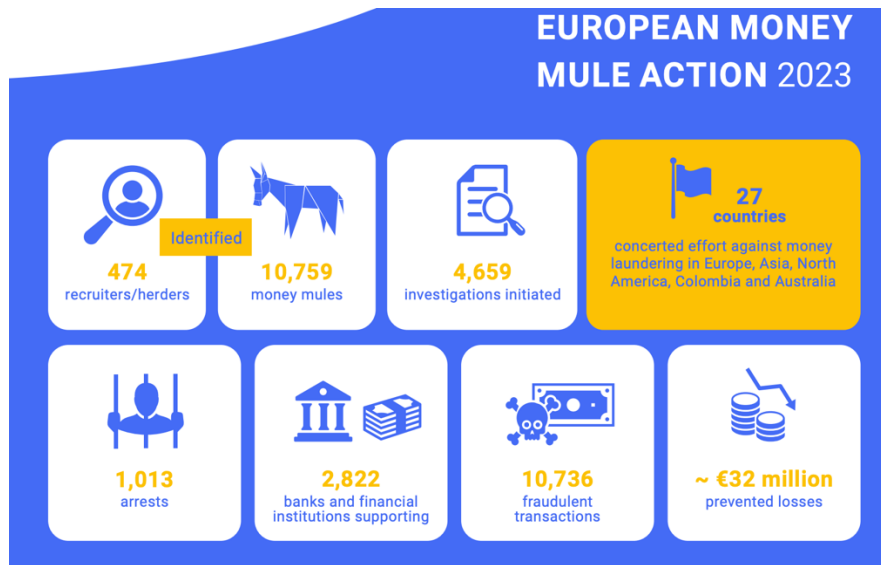 EUROPEAN MONEY
MULE ACTION 2023
Identified
474
recruiters/herders
10,759
money mules
4,659
investigations initiated
27
countries
concerted effort against money
laundering in Europe, Asia, North
America, Colombia and Australia
1,013
arrests
2,822
banks and financial
institutions supporting
10,736
fraudulent
transactions
~ €32 million
prevented losses